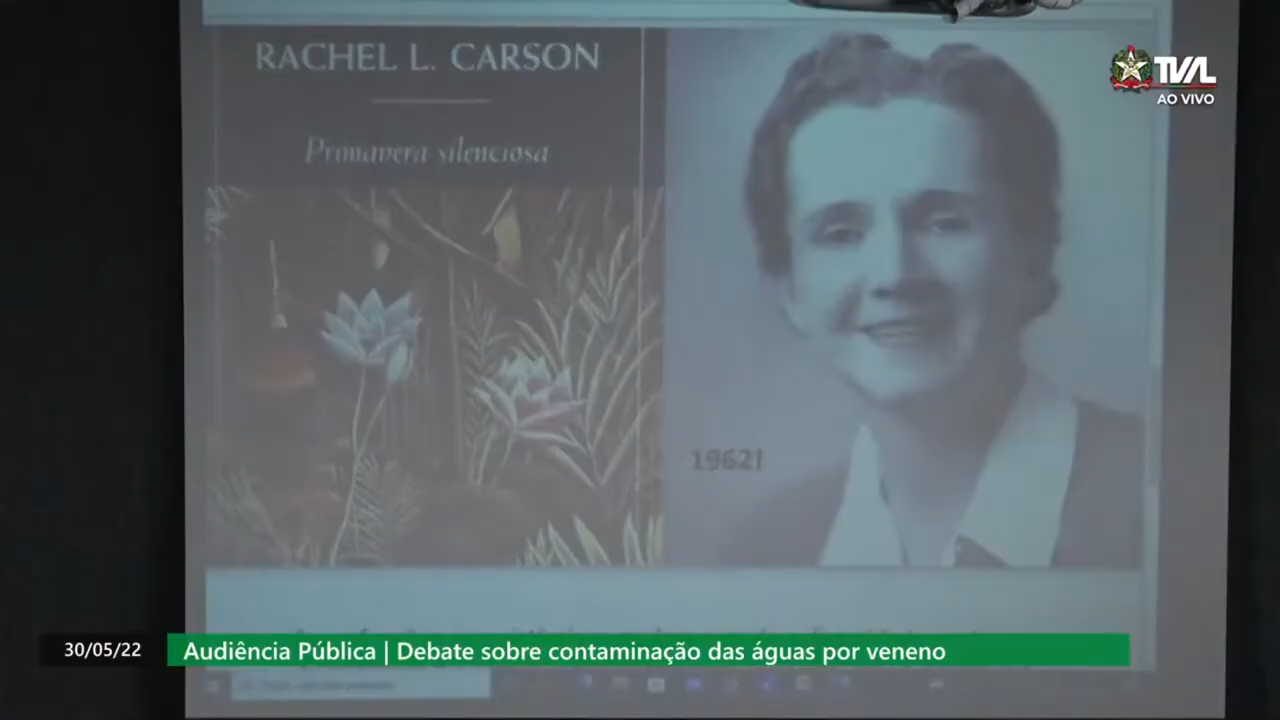 RACHEL L. CARSON
Primavera silenciosa
TVAL
AO VIVO
1962!
30/05/22
Audiência Pública | Debate sobre contaminação das águas por veneno